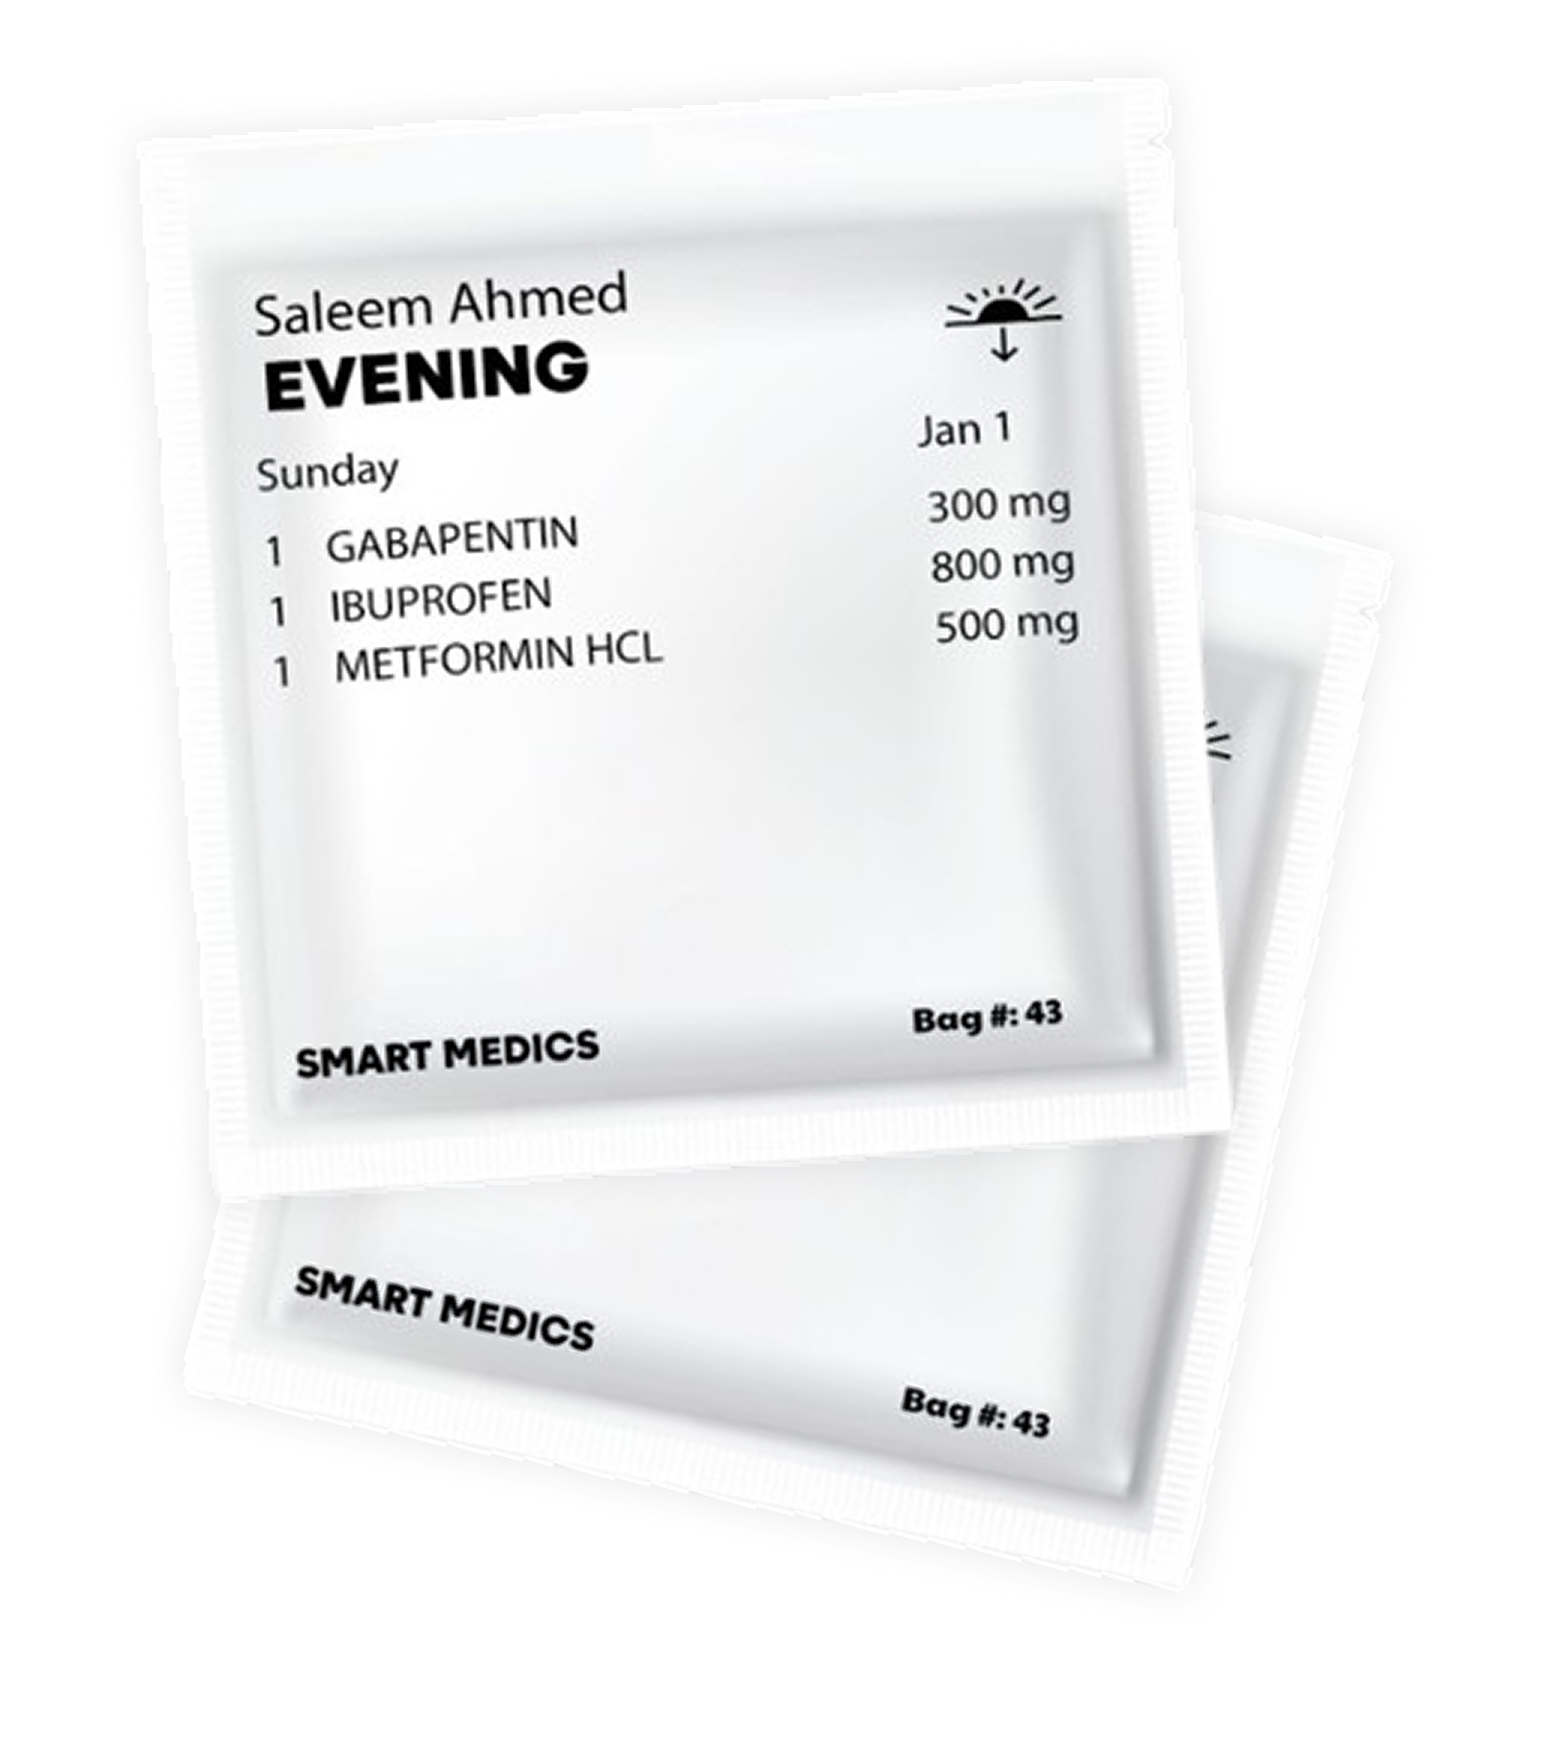 Saleem Ahmed
EVENING
Sunday Jan 1
1 GABAPENTIN 300 mg
1 IBUPROFEN 800 mg
1 METFORMIN HCL 500 mg
SMART MEDICS Bag #: 43
SMART MEDICS
Bag #: 43